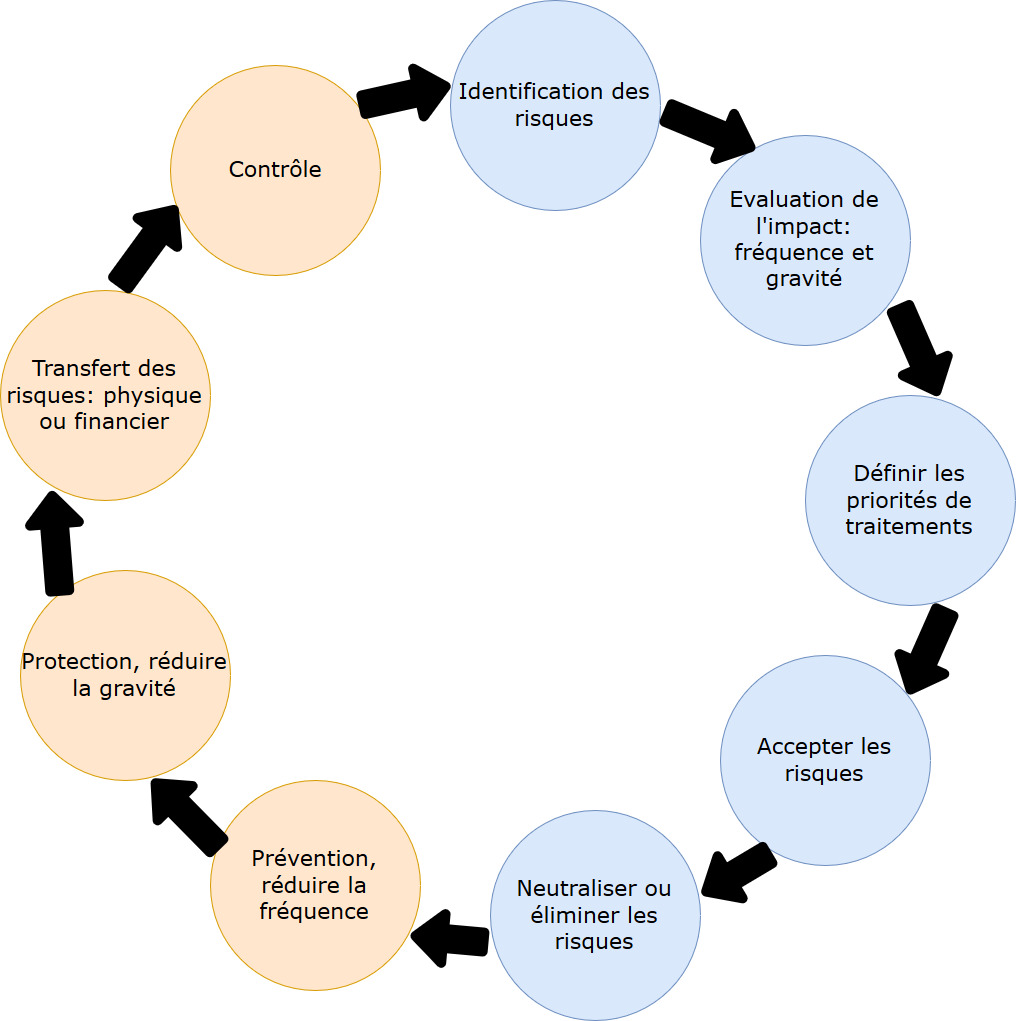 Identification des
risques
Evaluation de
l'impact:
fréquence et
gravité
Définir les
priorités de
traitements
Accepter les
risques
Neutraliser ou
éliminer les
risques
Prévention,
réduire la
fréquence
Protection, réduire
la gravité
Transfert des
risques: physique
ou financier
Contrôle